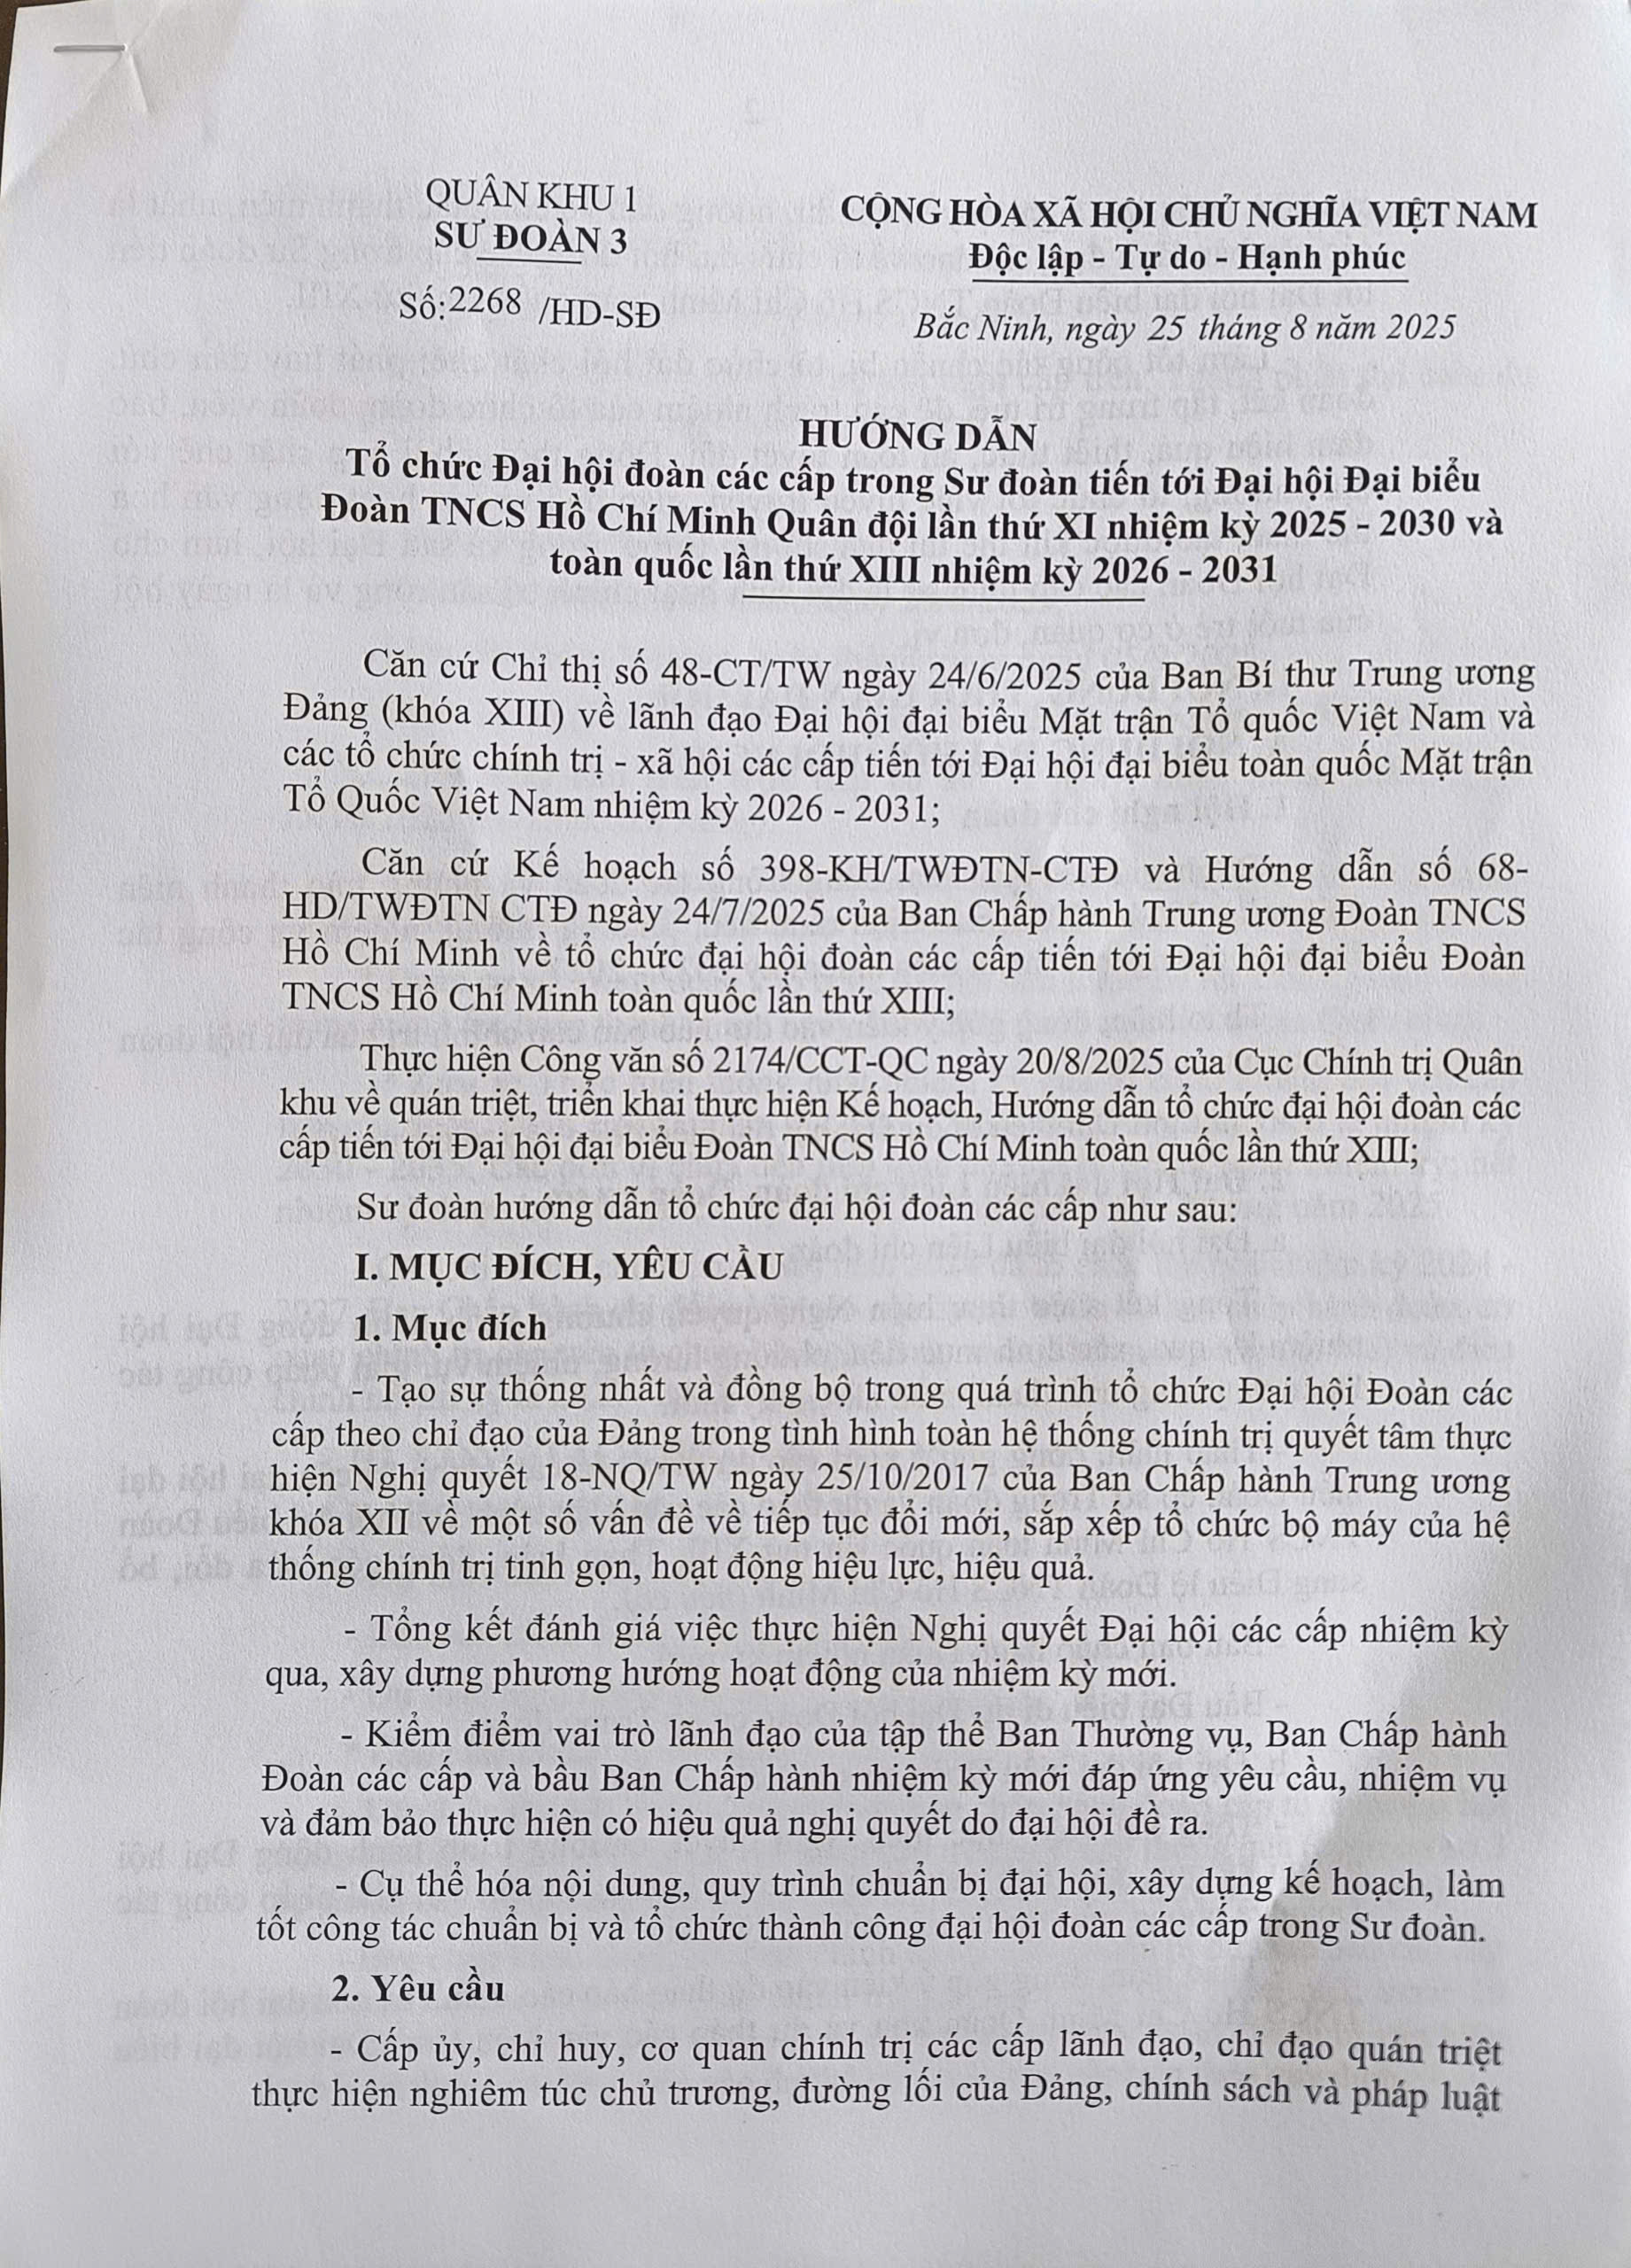 QUÂN KHU 1
SƯ ĐOÀN 3
Số:2268 /HD-SĐ
CỘNG HÒA XÃ HỘI CHỦ NGHĨA VIỆT NAM
Độc lập - Tự do - Hạnh phúc
Bắc Ninh, ngày 25 tháng 8 năm 2025
HƯỚNG DẪN
Tổ chức Đại hội đoàn các cấp trong Sư đoàn tiến tới Đại hội Đại biểu
Đoàn TNCS Hồ Chí Minh Quân đội lần thứ XI nhiệm kỳ 2025 - 2030 và
toàn quốc lần thứ XIII nhiệm kỳ 2026 - 2031
Căn cứ Chỉ thị số 48-CT/TW ngày 24/6/2025 của Ban Bí thư Trung ương
Đảng (khóa XIII) về lãnh đạo Đại hội đại biểu Mặt trận Tổ quốc Việt Nam và
các tổ chức chính trị - xã hội các cấp tiến tới Đại hội đại biểu toàn quốc Mặt trận
Tổ Quốc Việt Nam nhiệm kỳ 2026 - 2031;
Căn cứ Kế hoạch số 398-KH/TWĐTN-CTĐ và Hướng dẫn số 68-
HD/TWĐTN CTĐ ngày 24/7/2025 của Ban Chấp hành Trung ương Đoàn TNCS
Hồ Chí Minh về tổ chức đại hội đoàn các cấp tiến tới Đại hội đại biểu Đoàn
TNCS Hồ Chí Minh toàn quốc lần thứ XIII;
Thực hiện Công văn số 2174/CCT-QC ngày 20/8/2025 của Cục Chính trị Quân
khu về quán triệt, triển khai thực hiện Kế hoạch, Hướng dẫn tổ chức đại hội đoàn các
cấp tiến tới Đại hội đại biểu Đoàn TNCS Hồ Chí Minh toàn quốc lần thứ XIII;
Sư đoàn hướng dẫn tổ chức đại hội đoàn các cấp như sau:
I. MỤC ĐÍCH, YÊU CẦU
1. Mục đích
- Tạo sự thống nhất và đồng bộ trong quá trình tổ chức Đại hội Đoàn các
cấp theo chỉ đạo của Đảng trong tình hình toàn hệ thống chính trị quyết tâm thực
hiện Nghị quyết 18-NQ/TW ngày 25/10/2017 của Ban Chấp hành Trung ương
khóa XII về một số vấn đề về tiếp tục đổi mới, sắp xếp tổ chức bộ máy của hệ
thống chính trị tinh gọn, hoạt động hiệu lực, hiệu quả.
- Tổng kết đánh giá việc thực hiện Nghị quyết Đại hội các cấp nhiệm kỳ
qua, xây dựng phương hướng hoạt động của nhiệm kỳ mới.
- Kiểm điểm vai trò lãnh đạo của tập thể Ban Thường vụ, Ban Chấp hành
Đoàn các cấp và bầu Ban Chấp hành nhiệm kỳ mới đáp ứng yêu cầu, nhiệm vụ
và đảm bảo thực hiện có hiệu quả nghị quyết do đại hội đề ra.
- Cụ thể hóa nội dung, quy trình chuẩn bị đại hội, xây dựng kế hoạch, làm
tốt công tác chuẩn bị và tổ chức thành công đại hội đoàn các cấp trong Sư đoàn.
2. Yêu cầu
- Cấp ủy, chỉ huy, cơ quan chính trị các cấp lãnh đạo, chỉ đạo quán triệt
thực hiện nghiêm túc chủ trương, đường lối của Đảng, chính sách và pháp luật